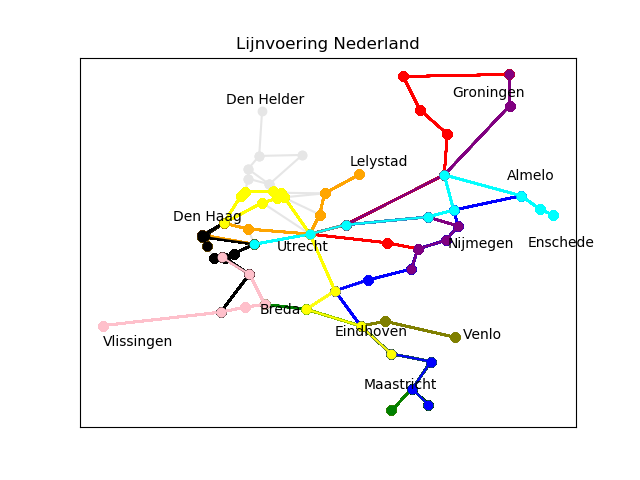 Lijnvoering Nederland
Groningen
Den Helder
Lelystad
Almelo
Den Haag
Utrecht
Nijmegen
Enschede
Breda
Eindhoven
Venlo
Vlissingen
Maastricht